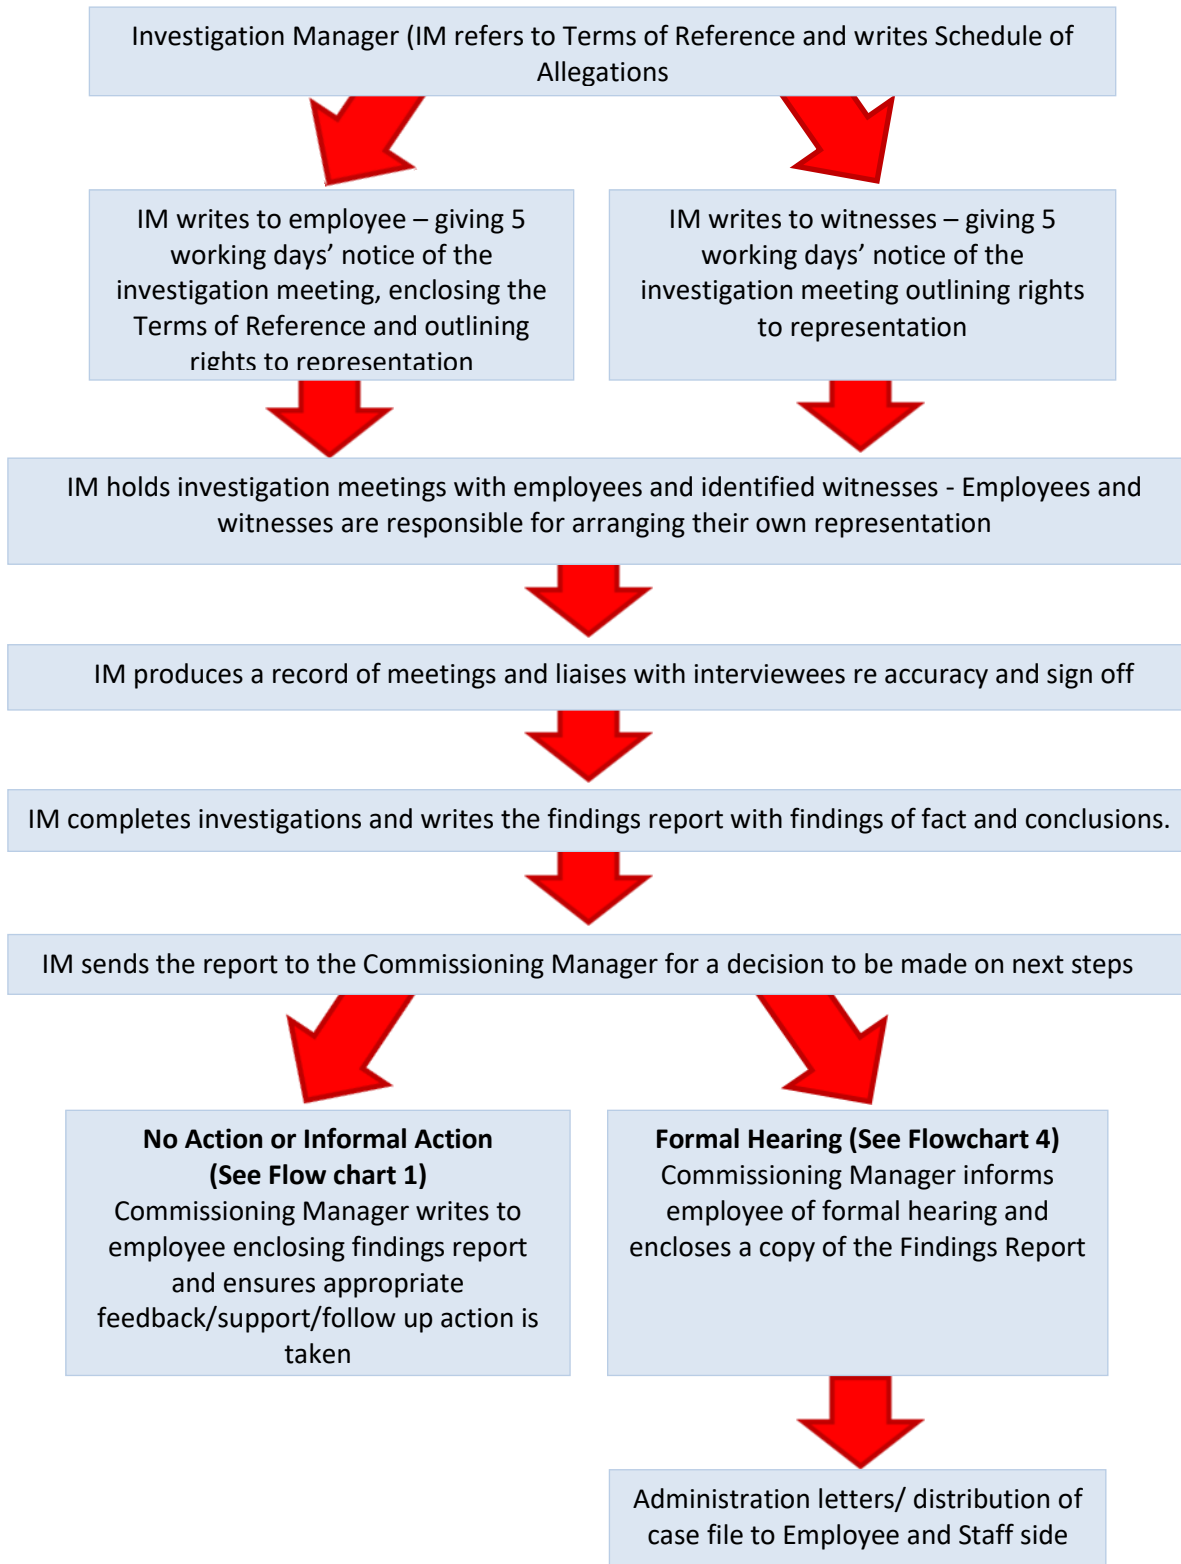 Investigation Manager (IM refers to Terms of Reference and writes Schedule of
Allegations
IM writes to employee – giving 5
working days’ notice of the
investigation meeting, enclosing the
Terms of Reference and outlining
rights to representation
IM writes to witnesses – giving 5
working days’ notice of the
investigation meeting outlining rights
to representation
IM holds investigation meetings with employees and identified witnesses - Employees and
witnesses are responsible for arranging their own representation
IM produces a record of meetings and liaises with interviewees re accuracy and sign off
IM completes investigations and writes the findings report with findings of fact and conclusions.
IM sends the report to the Commissioning Manager for a decision to be made on next steps
No Action or Informal Action
(See Flow chart 1)
Commissioning Manager writes to
employee enclosing findings report
and ensures appropriate
feedback/support/follow up action is
taken
Formal Hearing (See Flowchart 4)
Commissioning Manager informs
employee of formal hearing and
encloses a copy of the Findings Report
Administration letters/ distribution of
case file to Employee and Staff side